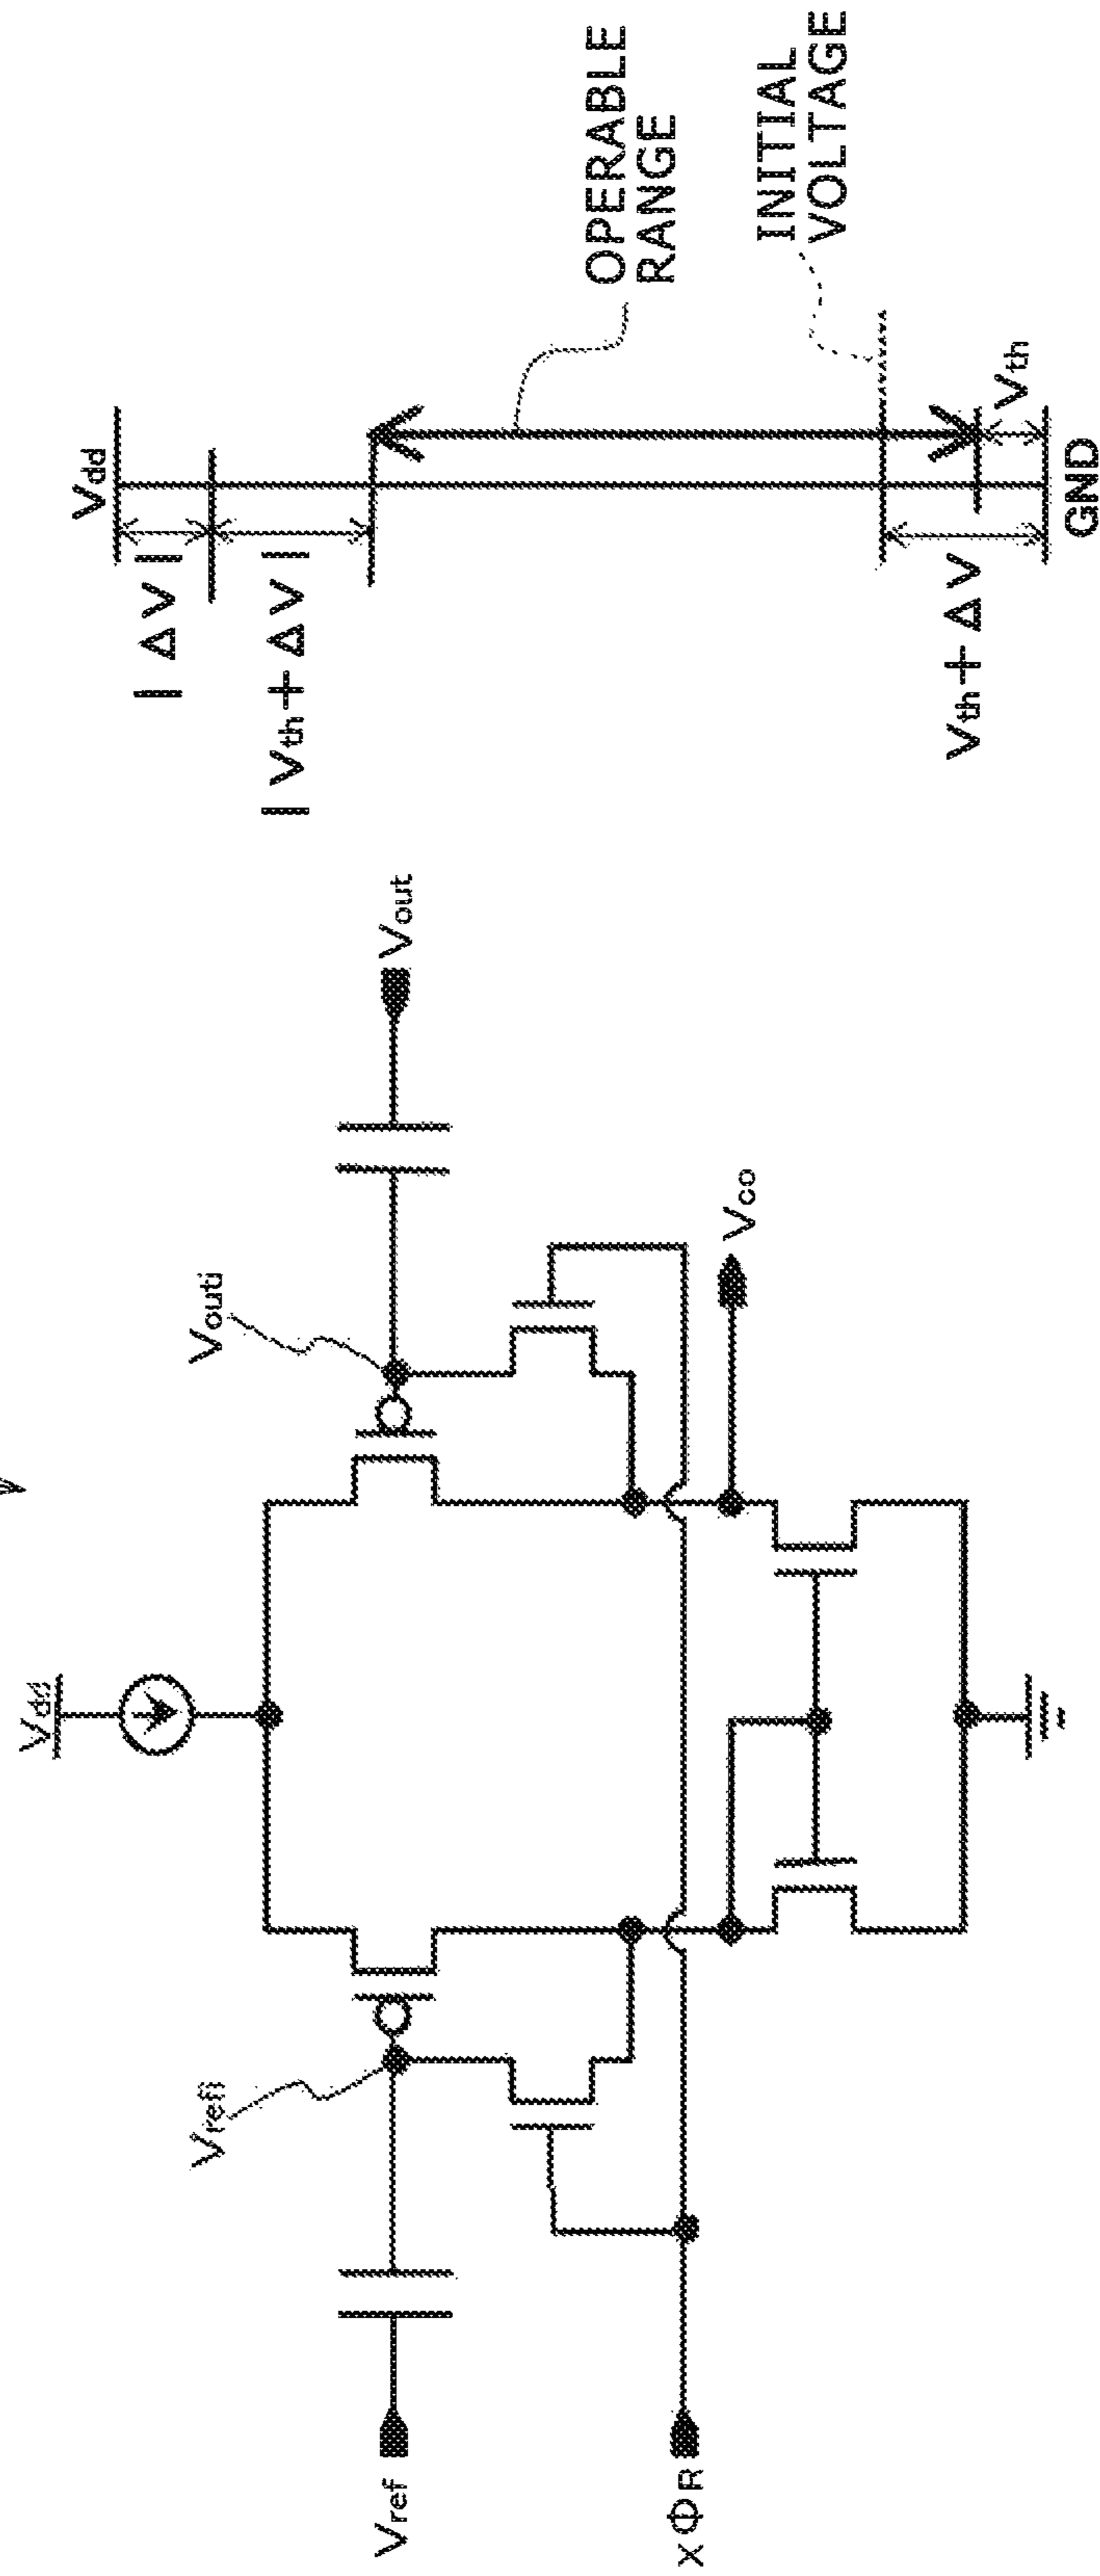 Vdd
Vrefi
Vouti
Vref
Vout
Vco
xΦR
Vdd
|ΔV|
|Vth+ΔV|
OPERABLE
RANGE
INITIAL
VOLTAGE
Vth+ΔV
Vth
GND